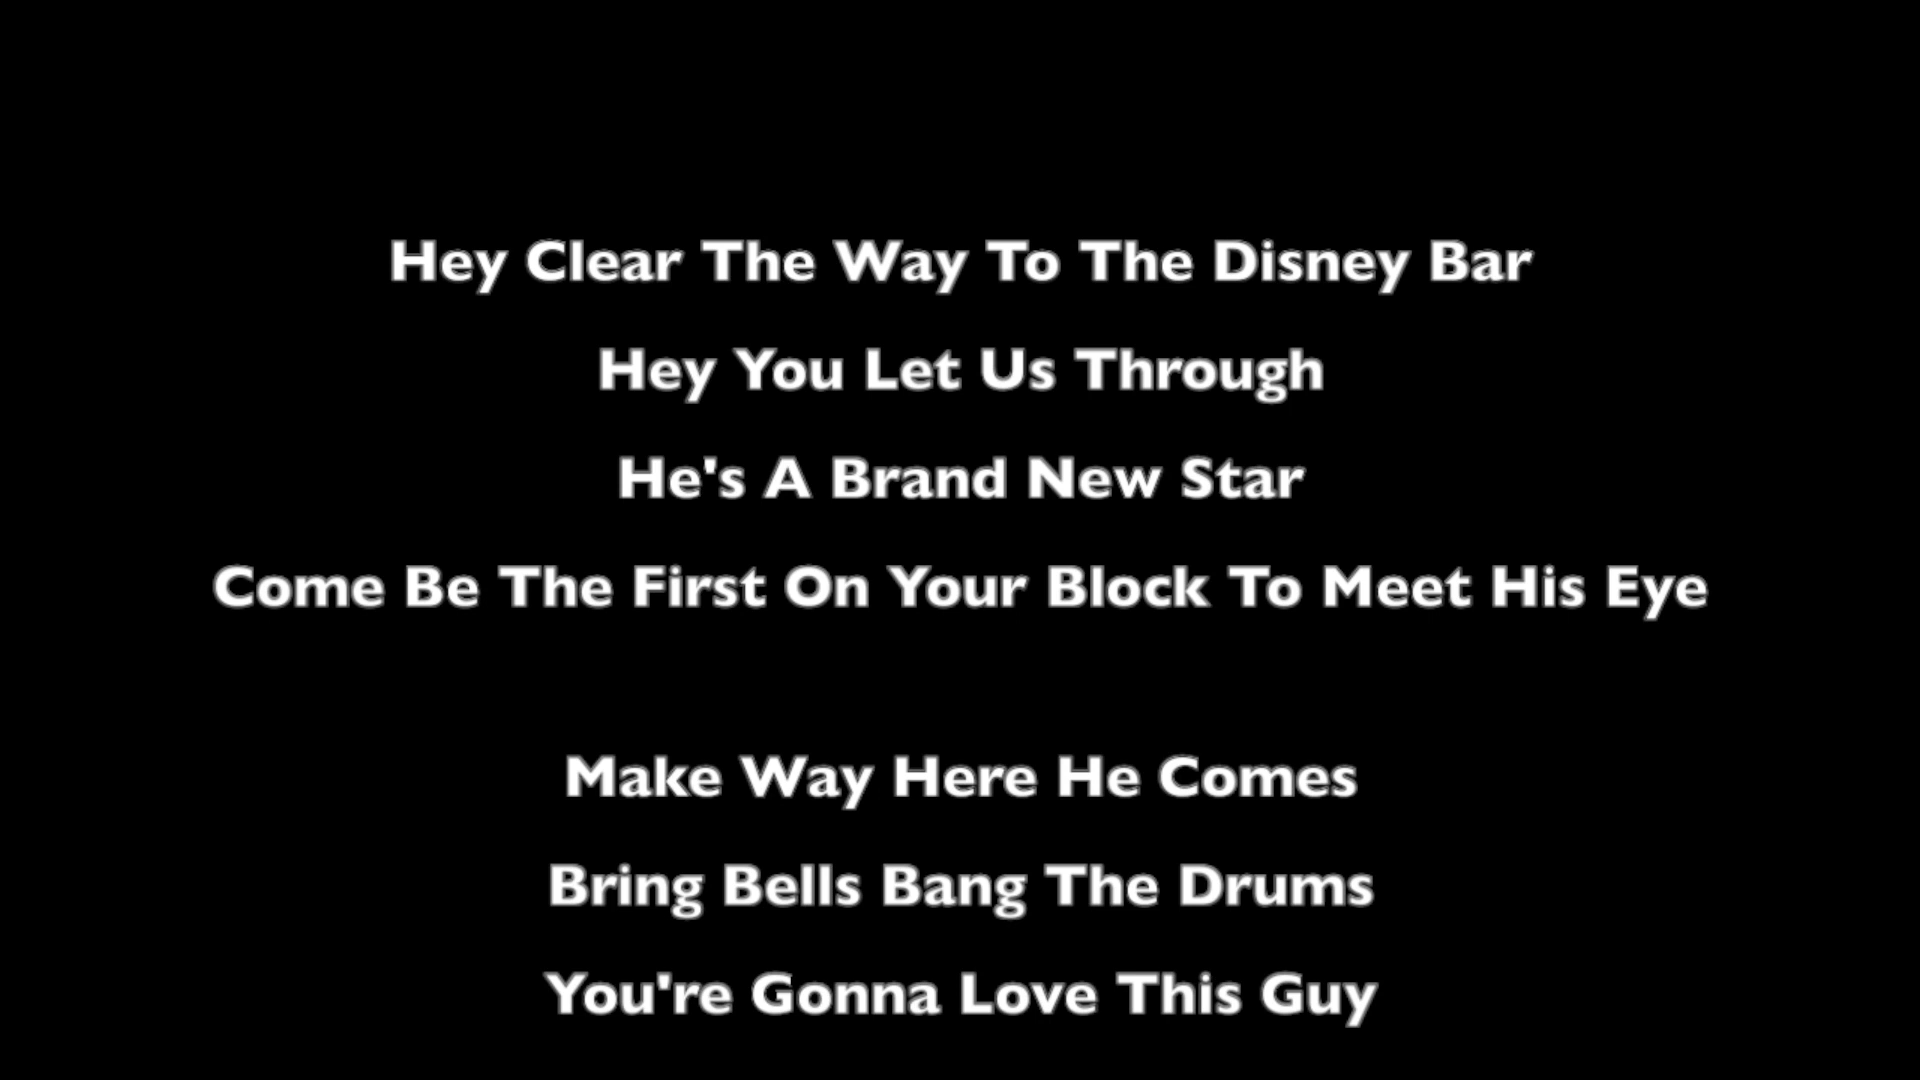 Hey Clear The Way To The Disney Bar
Hey You Let Us Through
He's A Brand New Star
Come Be The First On Your Block To Meet His Eye
Make Way Here He Comes
Bring Bells Bang The Drums
You're Gonna Love This Guy